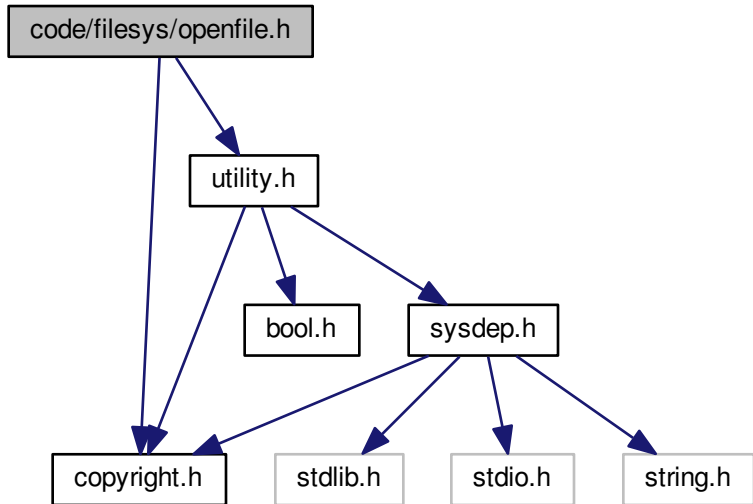 code/filesys/openfile.h
utility.h
bool.h
sysdep.h
copyright.h
stdlib.h
stdio.h
string.h